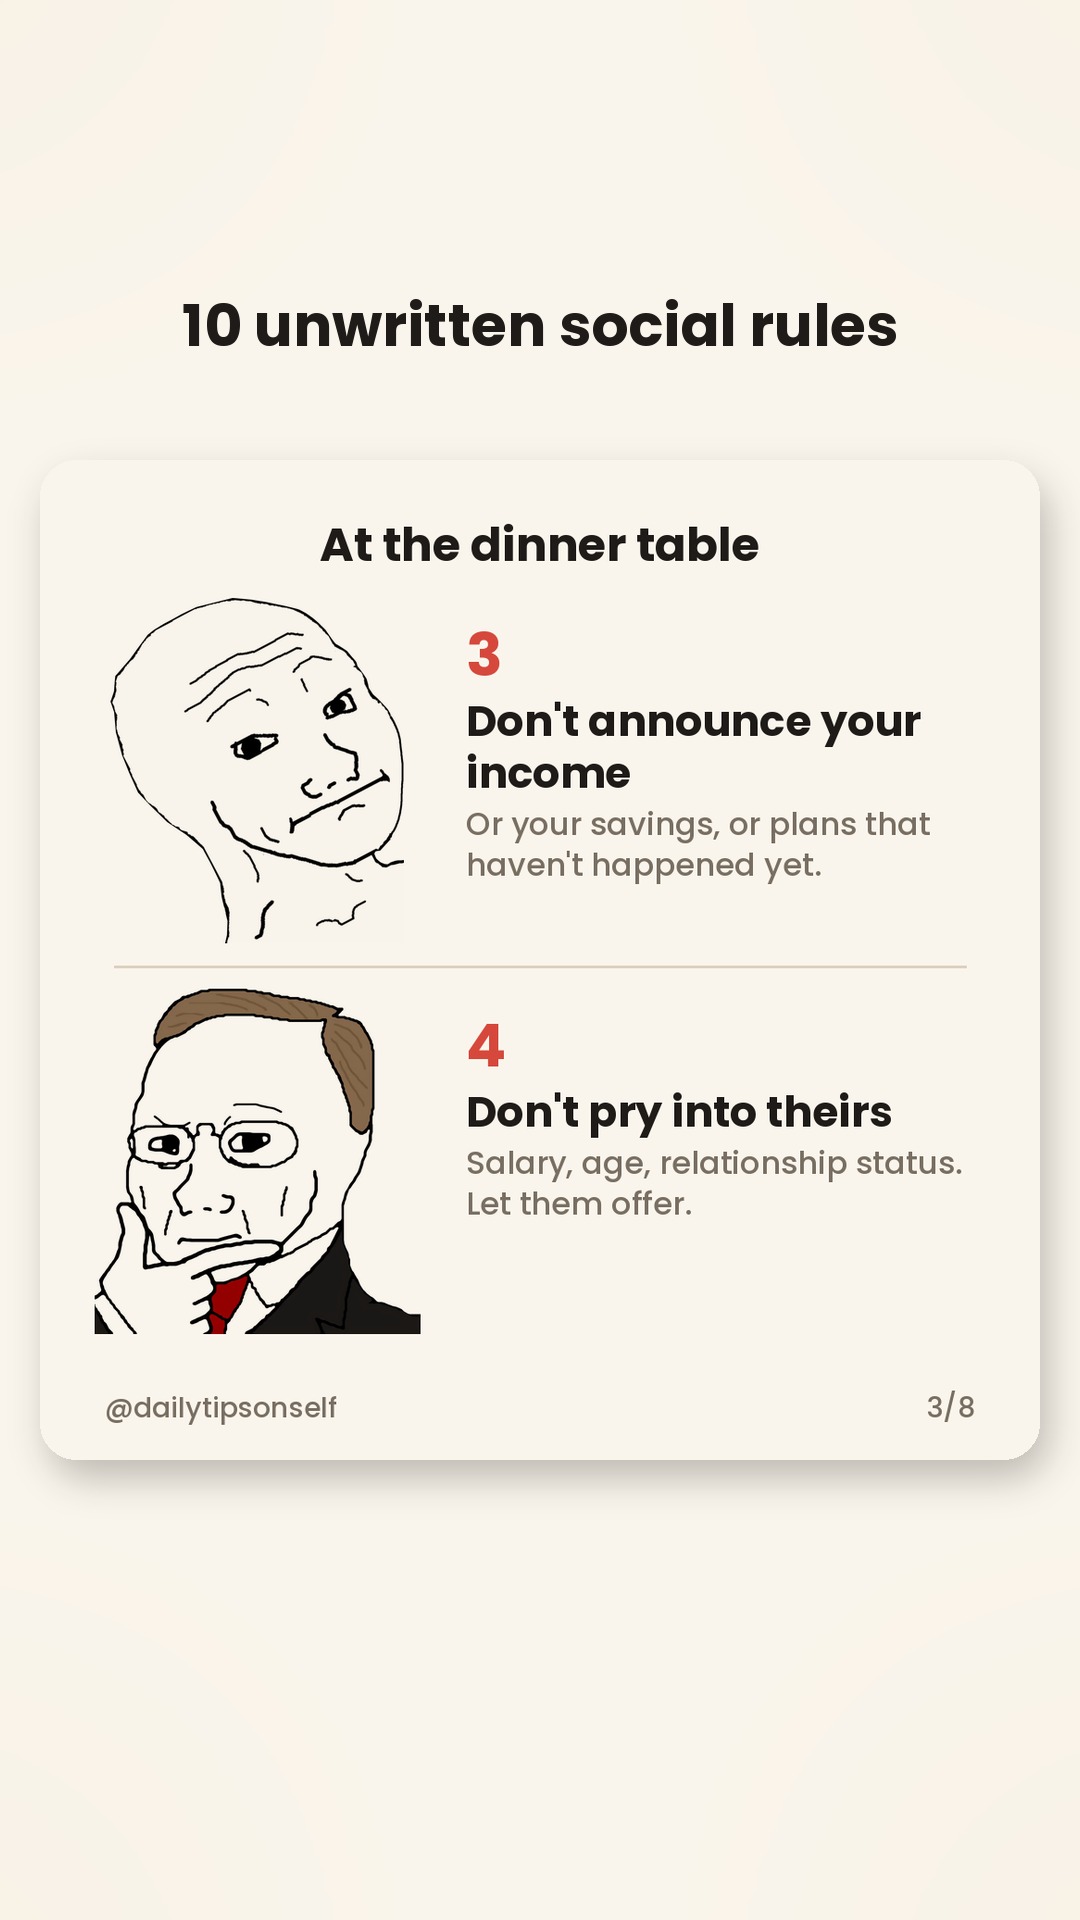 10 unwritten social rules
At the dinner table
3
Don't announce your
income
Or your savings, or plans that
haven't happened yet.
4
Don't pry into theirs
Salary, age, relationship status.
Let them offer.
@dailytipsonself
3/8